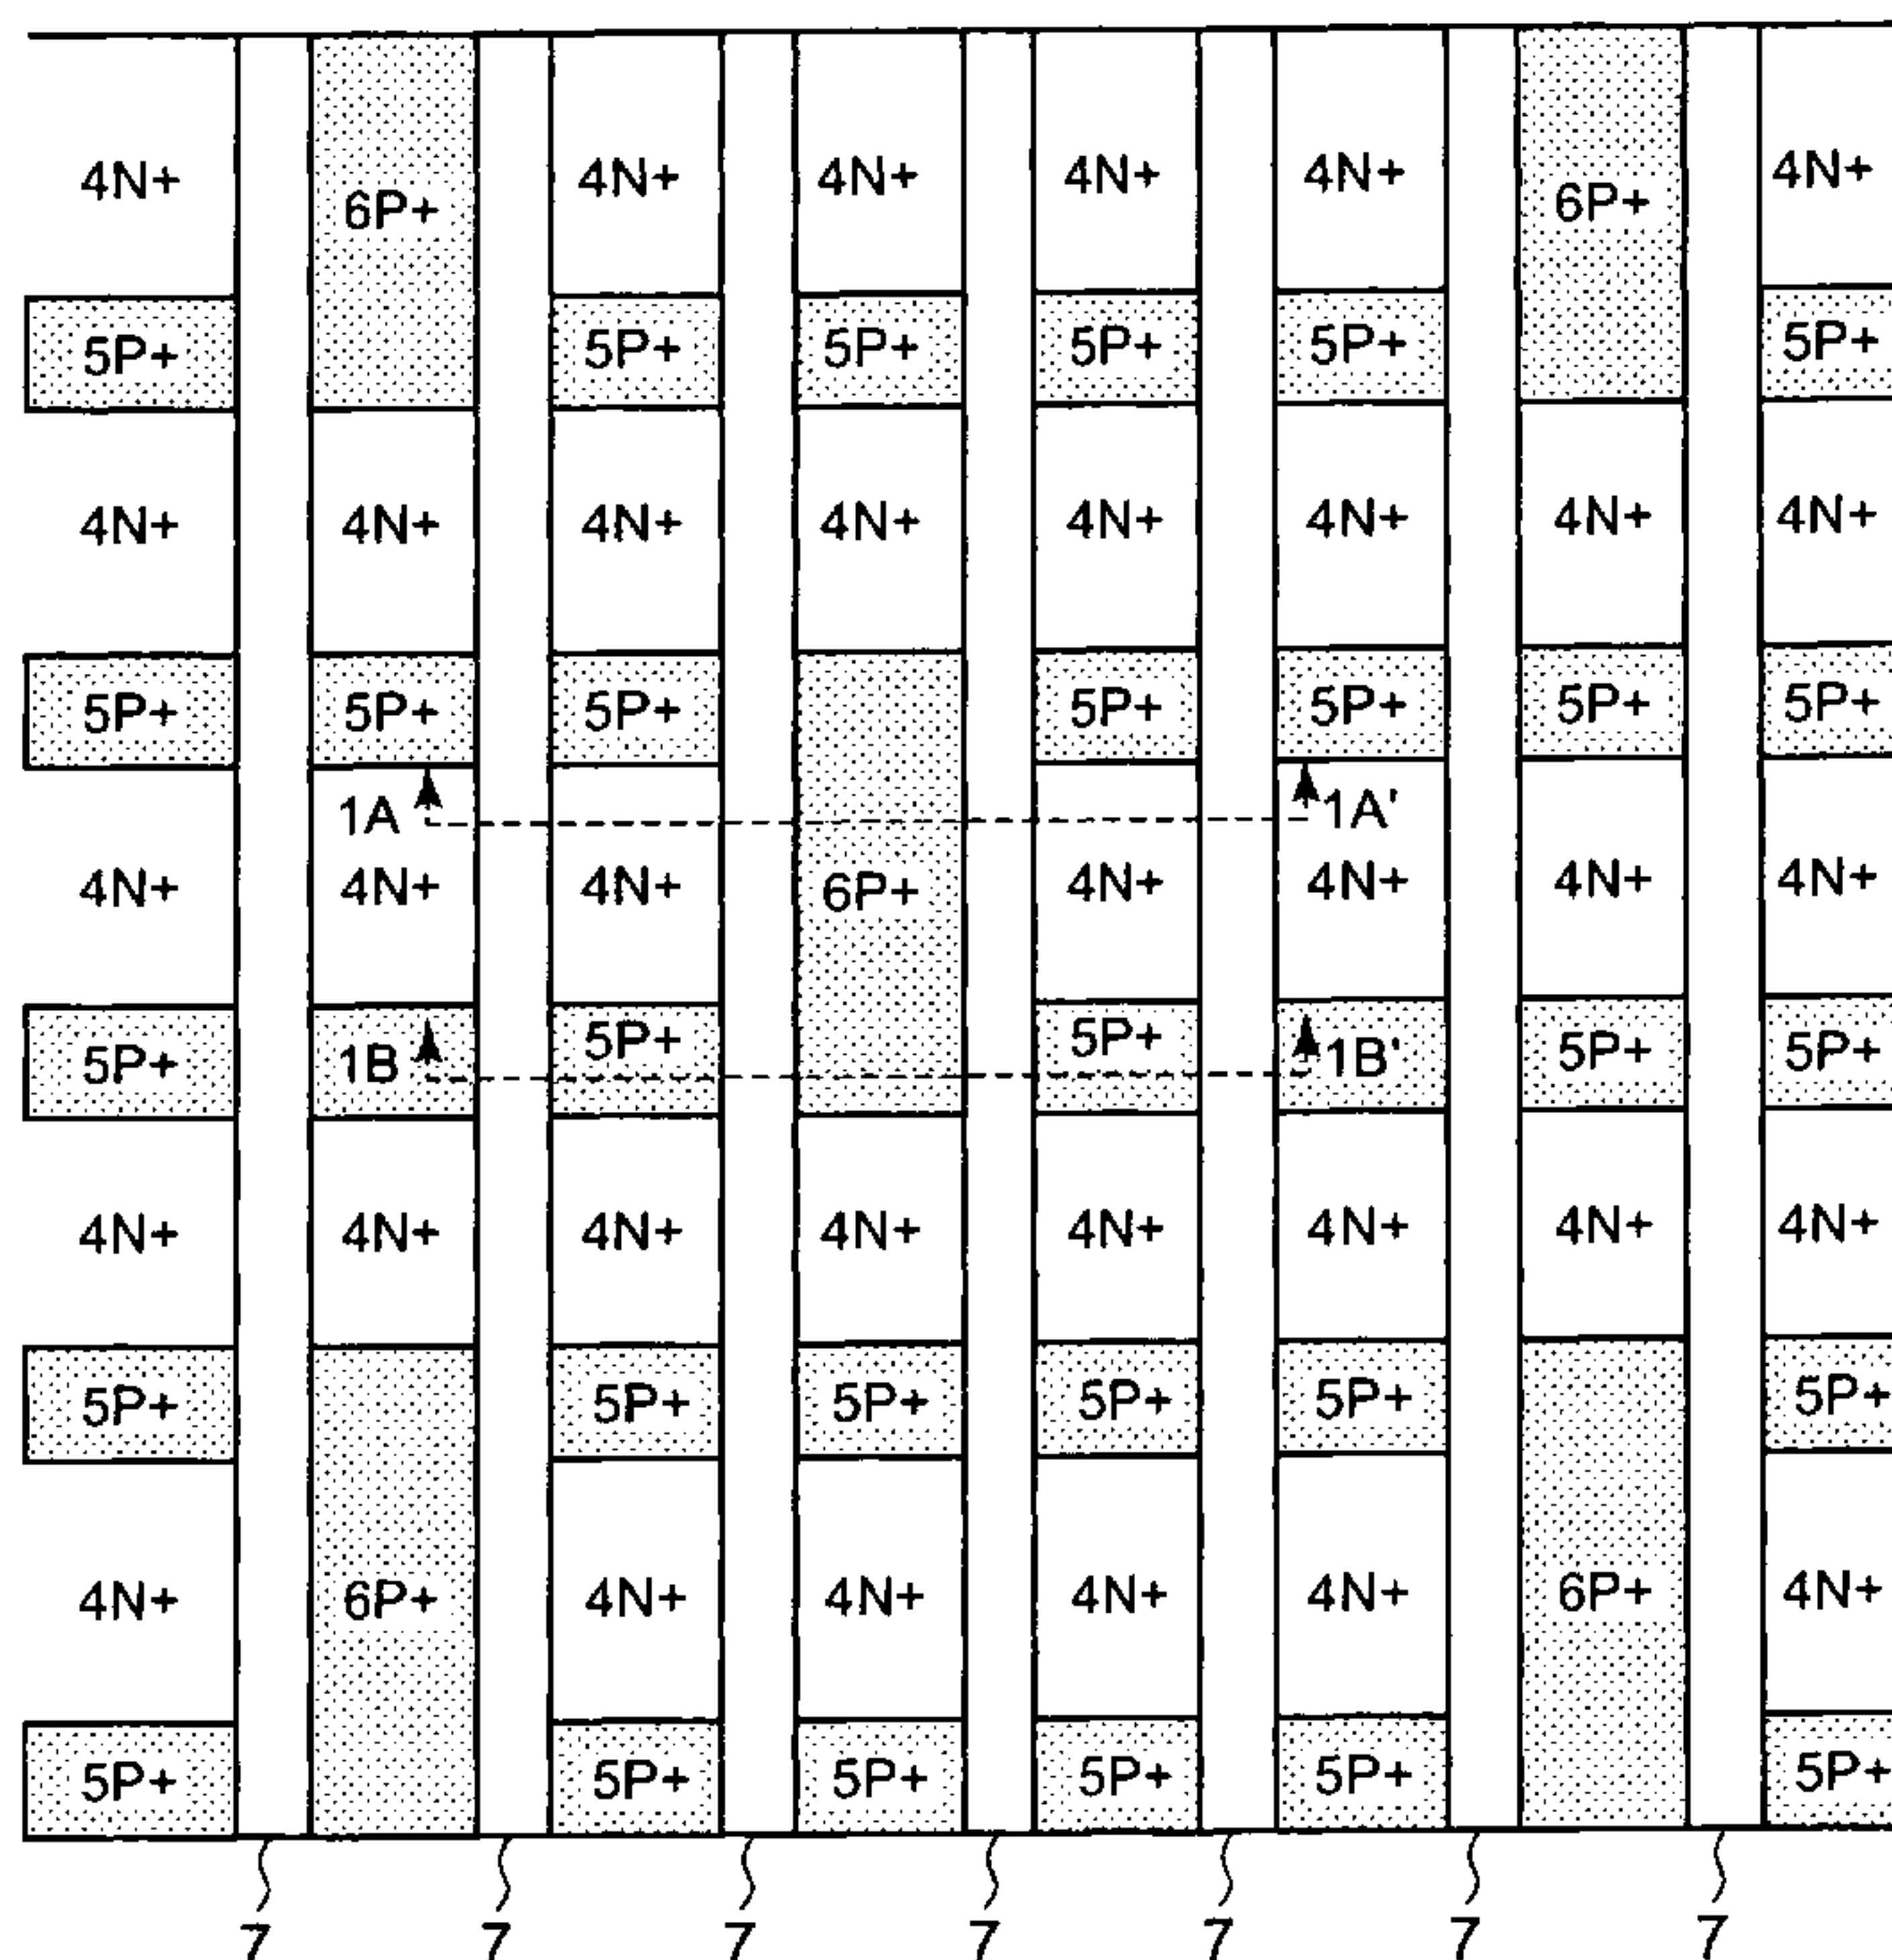 4N+ 6P+ 4N+ 4N+ 4N+ 4N+ 6P+ 4N+
5P+ 5P+ 5P+ 5P+ 5P+ 5P+
4N+ 4N+ 4N+ 4N+ 4N+ 4N+ 4N+ 4N+
5P+ 5P+ 5P+ 5P+ 5P+ 5P+ 5P+
1A 1A'
4N+ 4N+ 4N+ 6P+ 4N+ 4N+ 4N+ 4N+
5P+ 1B 5P+ 5P+ 1B' 5P+ 5P+
4N+ 4N+ 4N+ 4N+ 4N+ 4N+ 4N+ 4N+
5P+ 5P+ 5P+ 5P+ 5P+ 5P+
4N+ 6P+ 4N+ 4N+ 4N+ 4N+ 6P+ 4N+
5P+ 5P+ 5P+ 5P+ 5P+ 5P+
7 7 7 7 7 7 7